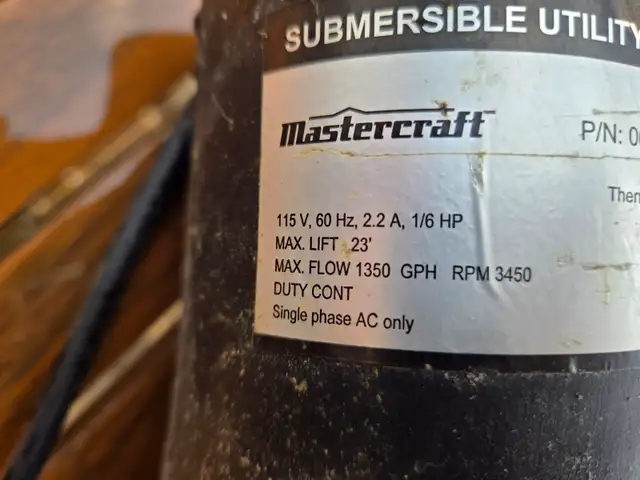 SUBMERSIBLE UTILITY
Mastercraft
P/N:
115 V, 60 Hz, 2.2 A, 1/6 HP
MAX. LIFT 23'
MAX. FLOW 1350 GPH RPM 3450
DUTY CONT
Single phase AC only